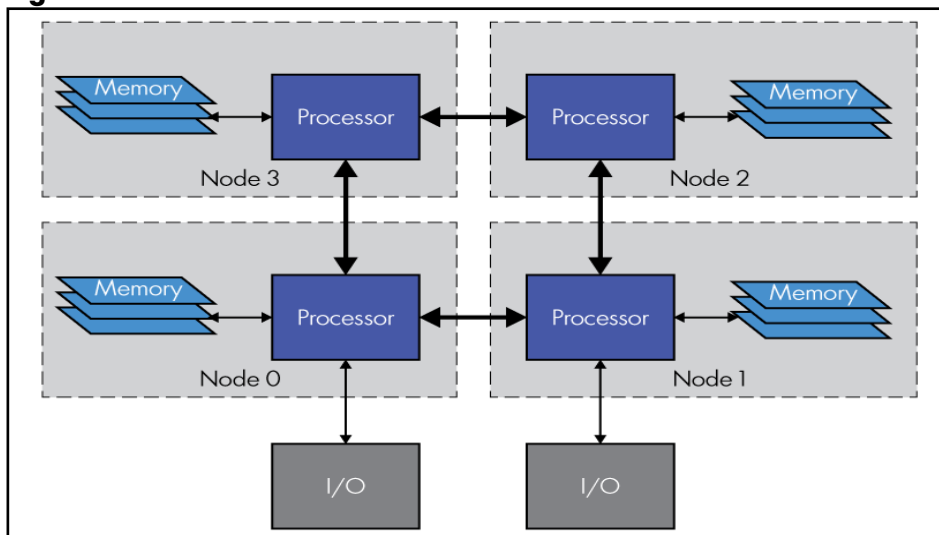 Memory
Processor
Processor
Memory
Node 3
Node 2
Memory
Processor
Processor
Memory
Node 0
Node 1
I/O
I/O